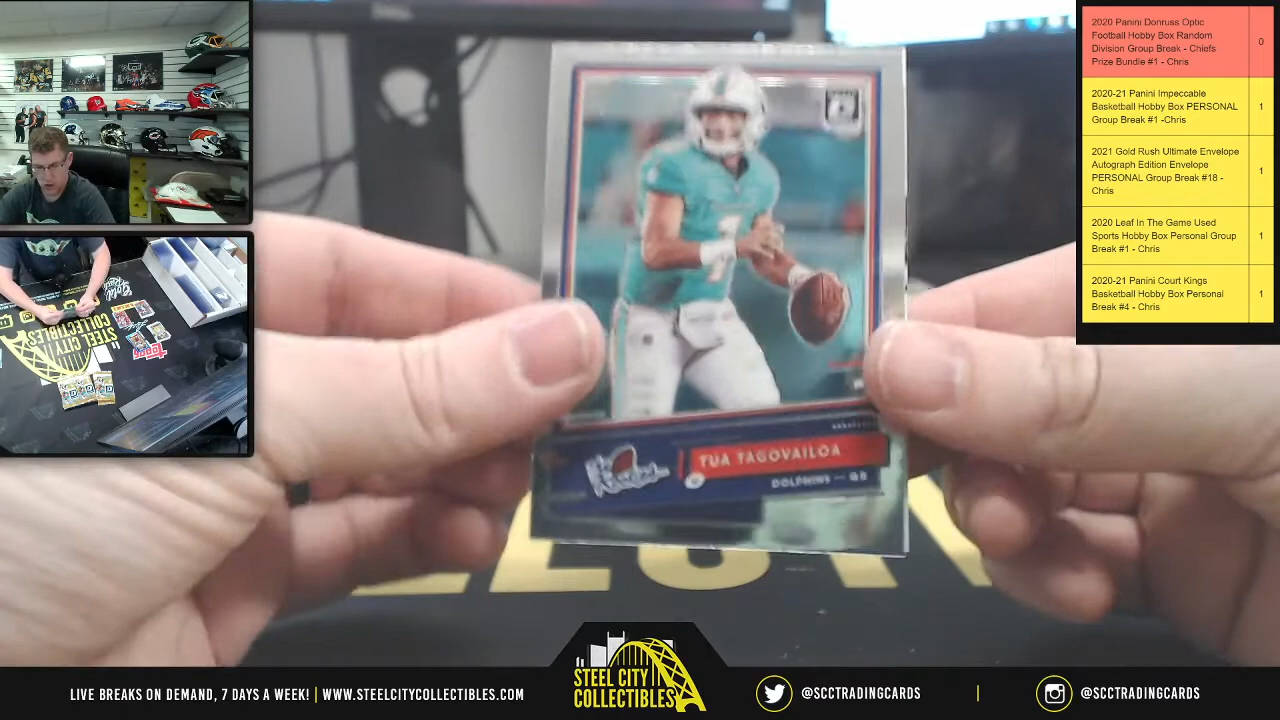 2020 Panini Donruss Optic
Football Hobby Box Random
Division Group Break - Chiefs
Prize Bundle #1 - Chris
0
2020-21 Panini Impeccable
Basketball Hobby Box PERSONAL
Group Break #1 -Chris
1
2021 Gold Rush Ultimate Envelope
Autograph Edition Envelope
PERSONAL Group Break #18 -
Chris
1
2020 Leaf In The Game Used
Sports Hobby Box Personal Group
Break #1 - Chris
1
2020-21 Panini Court Kings
Basketball Hobby Box Personal
Break #4 - Chris
1
TUA TAGOVAILOA
DOLPHINS — QB
STEEL CITY
COLLECTIBLES
LIVE BREAKS ON DEMAND, 7 DAYS A WEEK! | WWW.STEELCITYCOLLECTIBLES.COM
STEEL CITY
COLLECTIBLES
@SCCTRADINGCARDS | @SCCTRADINGCARDS